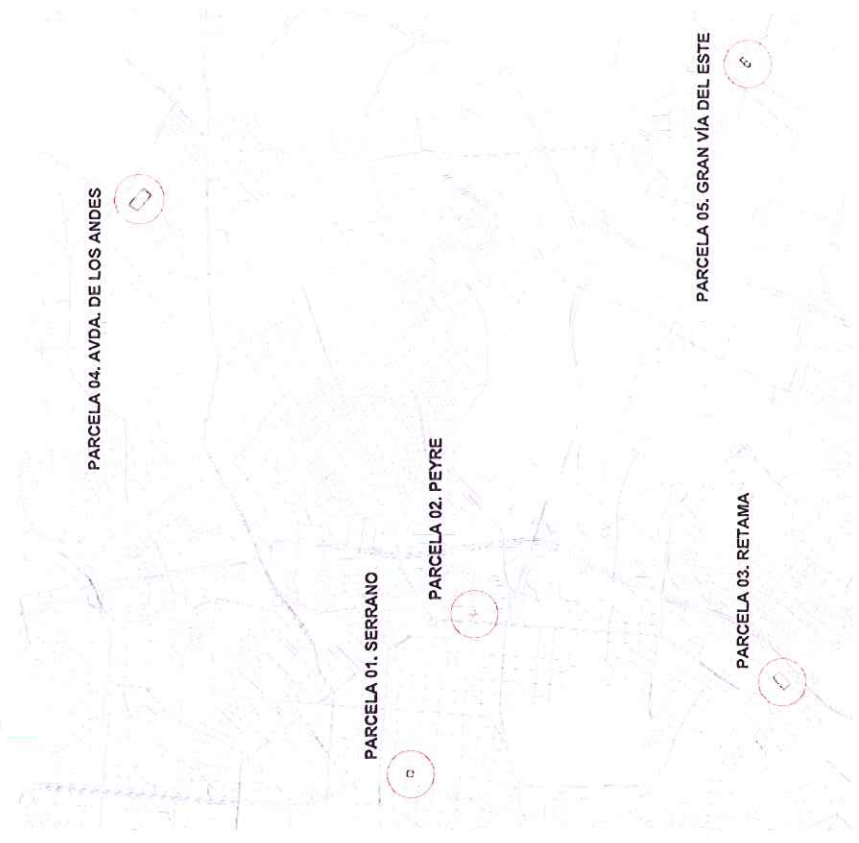 PARCELA 04. AVDA. DE LOS ANDES
PARCELA 01. SERRANO
PARCELA 02. PEYRE
PARCELA 05. GRAN VÍA DEL ESTE
PARCELA 03. RETAMA